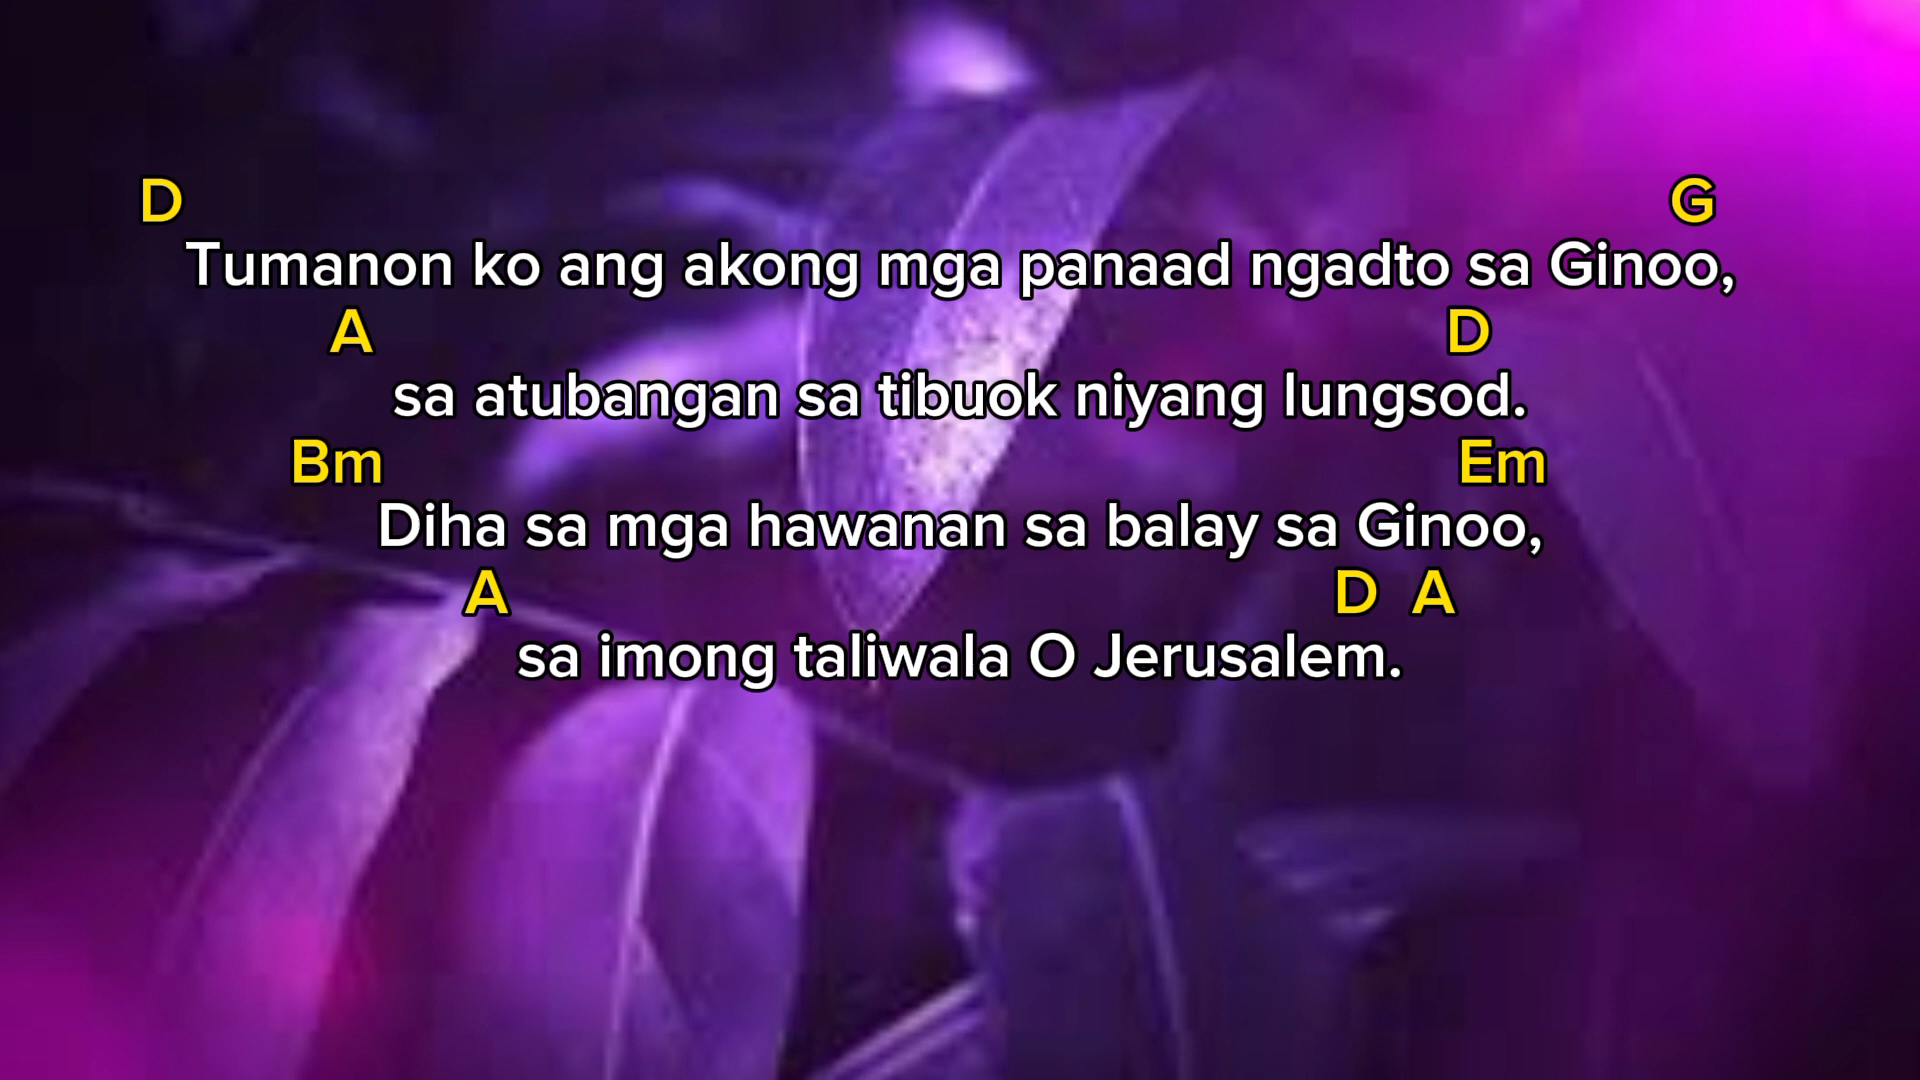 D G
Tumanon ko ang akong mga panaad ngadto sa Ginoo,
A D
sa atubangan sa tibuok niyang lungsod.
Bm Em
Diha sa mga hawanan sa balay sa Ginoo,
A D A
sa imong taliwala O Jerusalem.